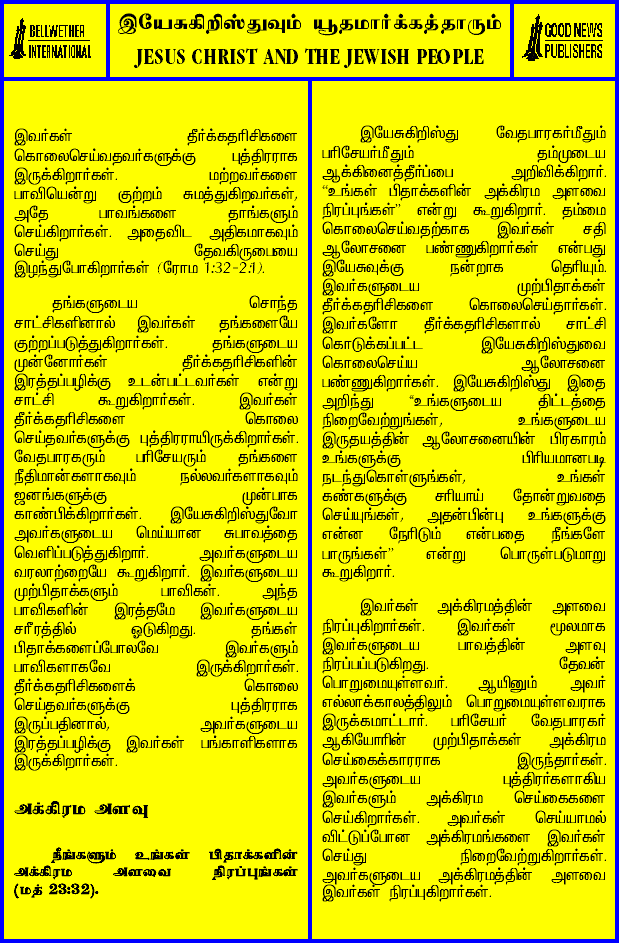 BELLWETHER
INTERNATIONAL
இயேசுகிறிஸ்துவும் யூதமார்க்கத்தாரும்
JESUS CHRIST AND THE JEWISH PEOPLE
GOOD NEWS
PUBLISHERS
இவர்கள் தீர்க்கதரிசிகளை
கொலைசெய்வதவர்களுக்கு புத்திரராக
இருக்கிறார்கள். மற்றவர்களை
பாவியென்று குற்றம் சுமத்துகிறவர்கள்,
அதே பாவங்களை தாங்களும்
செய்கிறார்கள். அதைவிட அதிகமாகவும்
செய்து தேவகிருபையை
இழந்துபோகிறார்கள் (ரோம 1:32-2:1).
தங்களுடைய சொந்த
சாட்சிகளினால் இவர்கள் தங்களையே
குற்றப்படுத்துகிறார்கள். தங்களுடைய
முன்னோர்கள் தீர்க்கதரிசிகளின்
இரத்தப்பழிக்கு உடன்பட்டவர்கள் என்று
சாட்சி கூறுகிறார்கள். இவர்கள்
தீர்க்கதரிசிகளை கொலை
செய்தவர்களுக்கு புத்திரராயிருக்கிறார்கள்.
வேதபாரகரும் பரிசேயரும் தங்களை
நீதிமான்களாகவும் நல்லவர்களாகவும்
ஜனங்களுக்கு முன்பாக
காண்பிக்கிறார்கள். இயேசுகிறிஸ்துவோ
அவர்களுடைய மெய்யான சுபாவத்தை
வெளிப்படுத்துகிறார். அவர்களுடைய
வரலாற்றையே கூறுகிறார். இவர்களுடைய
முற்பிதாக்களும் பாவிகள். அந்த
பாவிகளின் இரத்தமே இவர்களுடைய
சரீரத்தில் ஓடுகிறது. தங்கள்
பிதாக்களைப்போலவே இவர்களும்
பாவிகளாகவே இருக்கிறார்கள்.
தீர்க்கதரிசிகளைக் கொலை
செய்தவர்களுக்கு புத்திரராக
இருப்பதினால், அவர்களுடைய
இரத்தப்பழிக்கு இவர்கள் பங்காளிகளாக
இருக்கிறார்கள்.
அக்கிரம அளவு
நீங்களும் உங்கள் பிதாக்களின்
அக்கிரம அளவை நிரப்புங்கள்
(மத் 23:32).
இயேசுகிறிஸ்து வேதபாரகர்மீதும்
பரிசேயர்மீதும் தம்முடைய
ஆக்கினைத்தீர்ப்பை அறிவிக்கிறார்.
“உங்கள் பிதாக்களின் அக்கிரம அளவை
நிரப்புங்கள்” என்று கூறுகிறார். தம்மை
கொலைசெய்வதற்காக இவர்கள் சதி
ஆலோசனை பண்ணுகிறார்கள் என்பது
இயேசுவுக்கு நன்றாக தெரியும்.
இவர்களுடைய முற்பிதாக்கள்
தீர்க்கதரிசிகளை கொலைசெய்தார்கள்.
இவர்களோ தீர்க்கதரிசிகளால் சாட்சி
கொடுக்கப்பட்ட இயேசுகிறிஸ்துவை
கொலைசெய்ய ஆலோசனை
பண்ணுகிறார்கள். இயேசுகிறிஸ்து இதை
அறிந்து “உங்களுடைய திட்டத்தை
நிறைவேற்றுங்கள், உங்களுடைய
இருதயத்தின் ஆலோசனையின் பிரகாரம்
உங்களுக்கு பிரியமானபடி
நடந்துகொள்ளுங்கள், உங்கள்
கண்களுக்கு சரியாய் தோன்றுவதை
செய்யுங்கள், அதன்பின்பு உங்களுக்கு
என்ன நேரிடும் என்பதை நீங்களே
பாருங்கள்” என்று பொருள்படுமாறு
கூறுகிறார்.
இவர்கள் அக்கிரமத்தின் அளவை
நிரப்புகிறார்கள். இவர்கள் மூலமாக
இவர்களுடைய பாவத்தின் அளவு
நிரப்பப்படுகிறது. தேவன்
பொறுமையுள்ளவர். ஆயினும் அவர்
எல்லாக்காலத்திலும் பொறுமையுள்ளவராக
இருக்கமாட்டார். பரிசேயர் வேதபாரகர்
ஆகியோரின் முற்பிதாக்கள் அக்கிரம
செய்கைக்காரராக இருந்தார்கள்.
அவர்களுடைய புத்திரர்களாகிய
இவர்களும் அக்கிரம செய்கைகளை
செய்கிறார்கள். அவர்கள் செய்யாமல்
விட்டுப்போன அக்கிரமங்களை இவர்கள்
செய்து நிறைவேற்றுகிறார்கள்.
அவர்களுடைய அக்கிரமத்தின் அளவை
இவர்கள் நிரப்புகிறார்கள்.